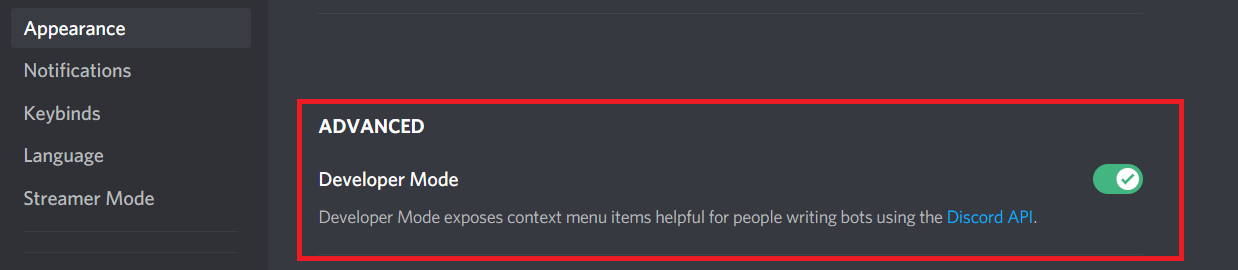 Appearance
Notifications
Keybinds
Language
Streamer Mode
ADVANCED
Developer Mode
Developer Mode exposes context menu items helpful for people writing bots using the Discord API.